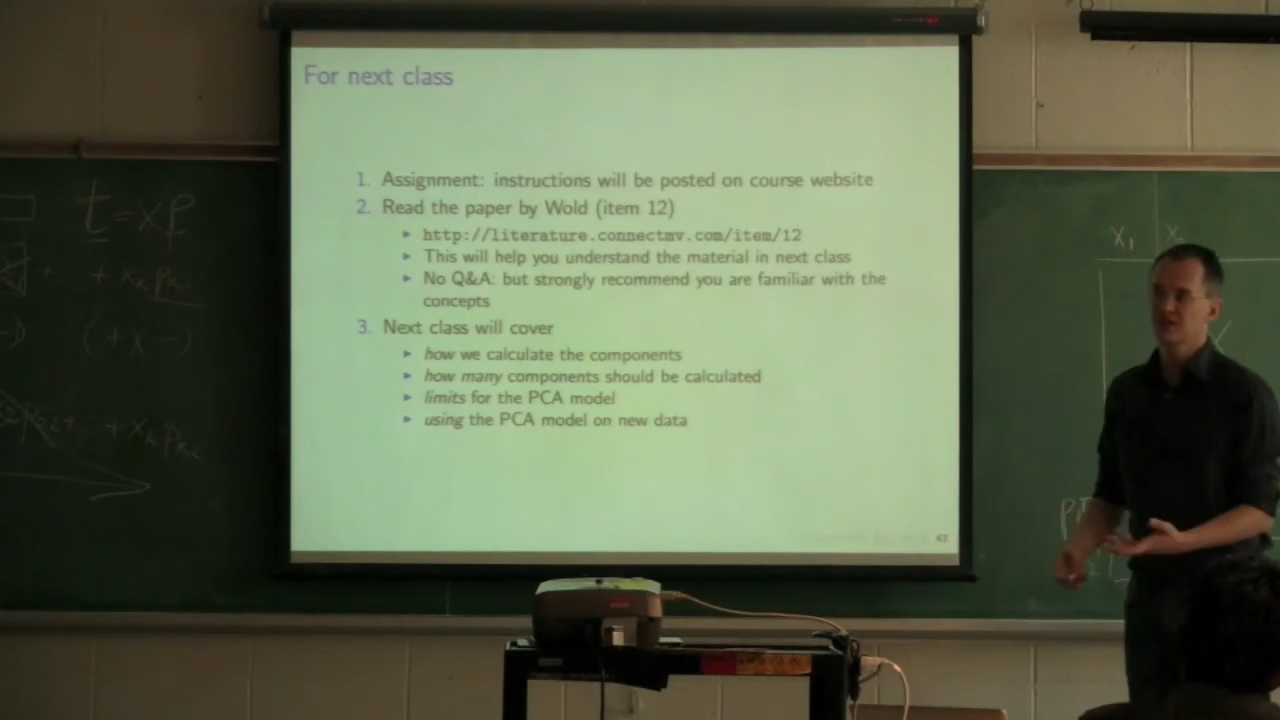 For next class
1. Assignment: instructions will be posted on course website
2. Read the paper by Wold (item 12)
► http://literature.connectmv.com/item/12
► This will help you understand the material in next class
► No Q&A: but strongly recommend you are familiar with the
concepts
3. Next class will cover
► how we calculate the components
► how many components should be calculated
► limits for the PCA model
► using the PCA model on new data
43
t = xp
(+ x −)
x₁